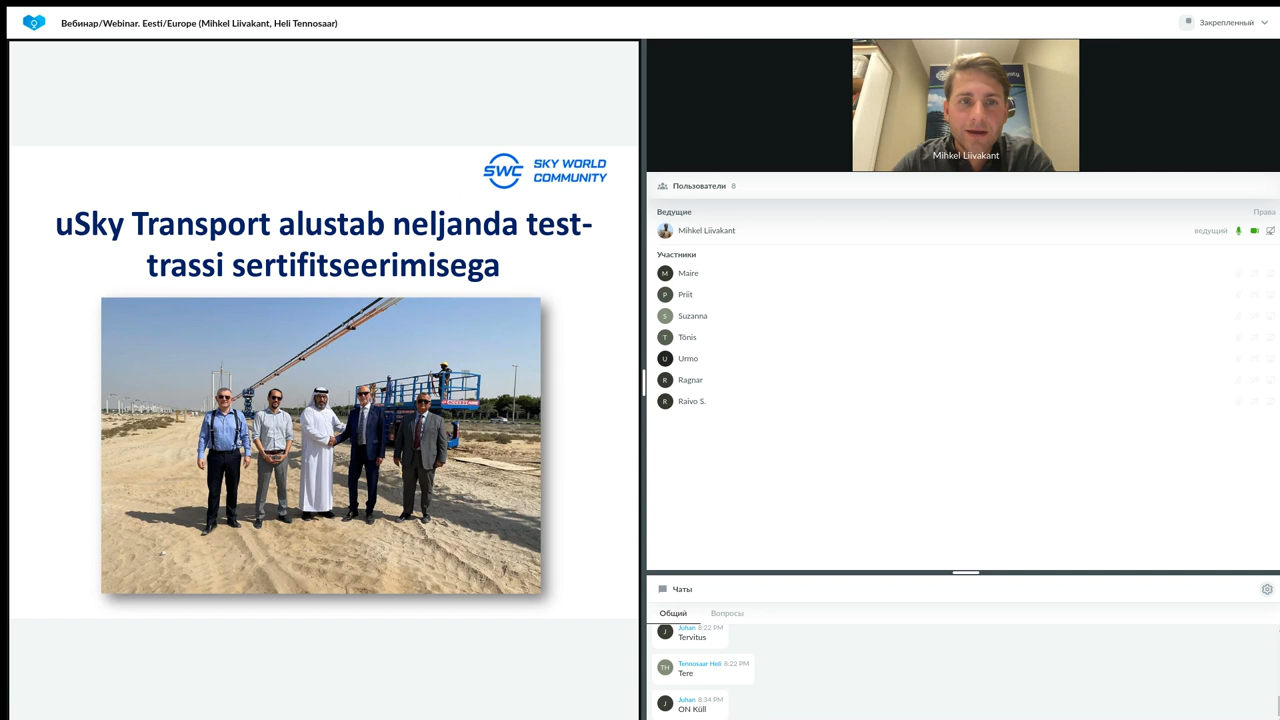 Вебинар/Webinar. Eesti/Europe (Mihkel Liivakant, Heli Tennosaar)
Закрепленный
SWC
SKY WORLD
COMMUNITY
uSky Transport alustab neljanda test-
trassi sertifitseerimisega
Mihkel Liivakant
Пользователи 8
Ведущие Права
Mihkel Liivakant ведущий
Участники
M Maire
P Priit
S Suzanna
T Tõnis
U Urmo
R Ragnar
R Raivo S.
Чаты
Общий Вопросы
J Juhan 8:22 PM
Tervitus
TH Tennosaar Heli 8:22 PM
Tere
J Juhan 8:34 PM
ON Küll